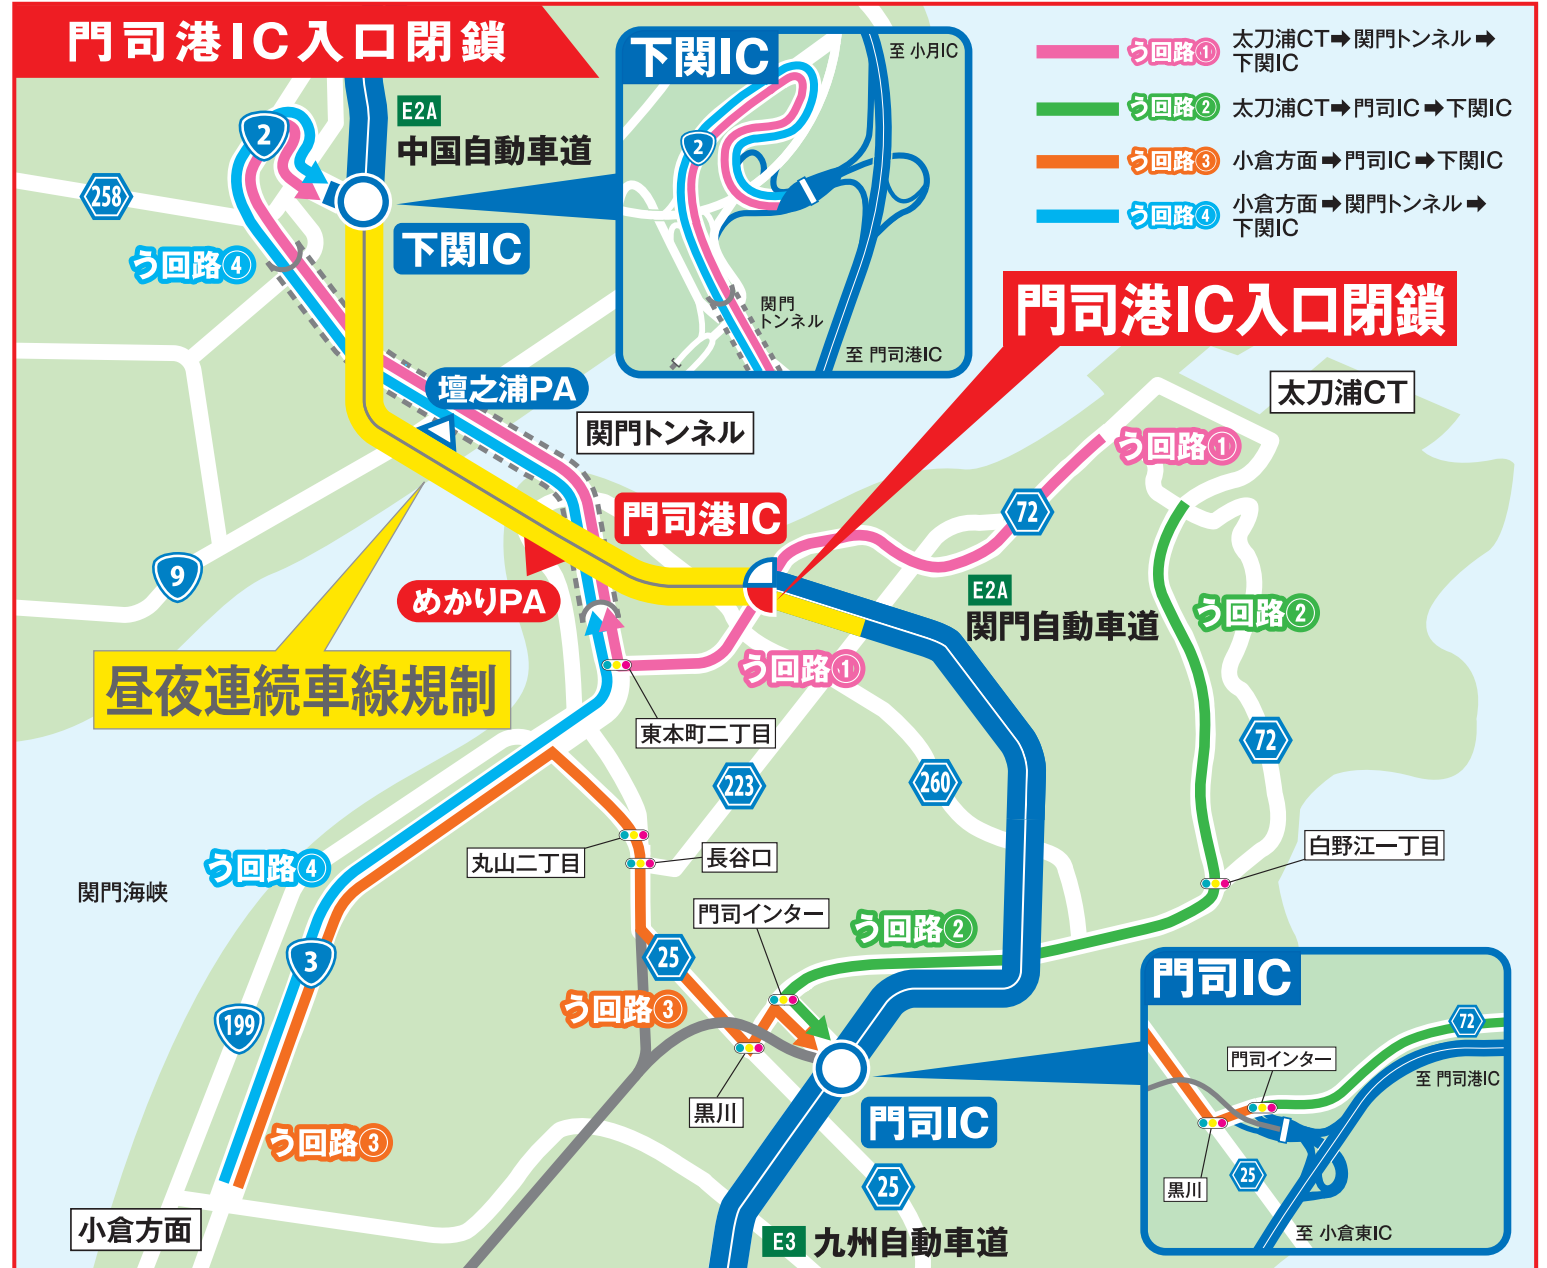 門司港IC入口閉鎖
下関IC
至 小月IC
2
関門
トンネル
至 門司港IC
う回路①
太刀浦CT➡関門トンネル➡
下関IC
う回路②
太刀浦CT➡門司IC➡下関IC
う回路③
小倉方面➡門司IC➡下関IC
う回路④
小倉方面➡関門トンネル➡
下関IC
E2A
中国自動車道
2
258
下関IC
う回路④
門司港IC入口閉鎖
太刀浦CT
壇之浦PA
関門トンネル
う回路①
72
門司港IC
9
めかりPA
E2A
関門自動車道
う回路②
昼夜連続車線規制
う回路①
東本町二丁目
72
223
260
丸山二丁目
長谷口
白野江一丁目
う回路④
関門海峡
門司インター
う回路②
3
25
199
う回路③
黒川
門司IC
う回路③
25
小倉方面
E3
九州自動車道
門司IC
72
門司インター
至 門司港IC
黒川
25
至 小倉東IC